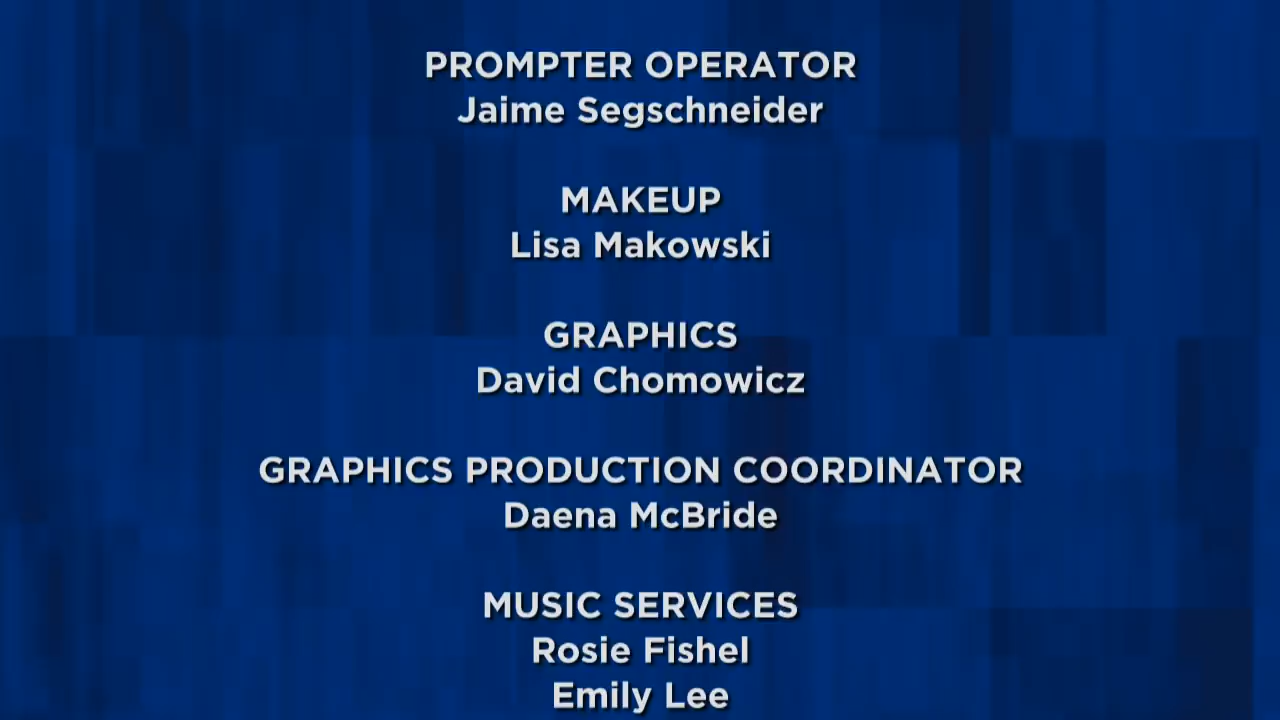 PROMPTER OPERATOR
Jaime Segschneider
MAKEUP
Lisa Makowski
GRAPHICS
David Chomowicz
GRAPHICS PRODUCTION COORDINATOR
Daena McBride
MUSIC SERVICES
Rosie Fishel
Emily Lee